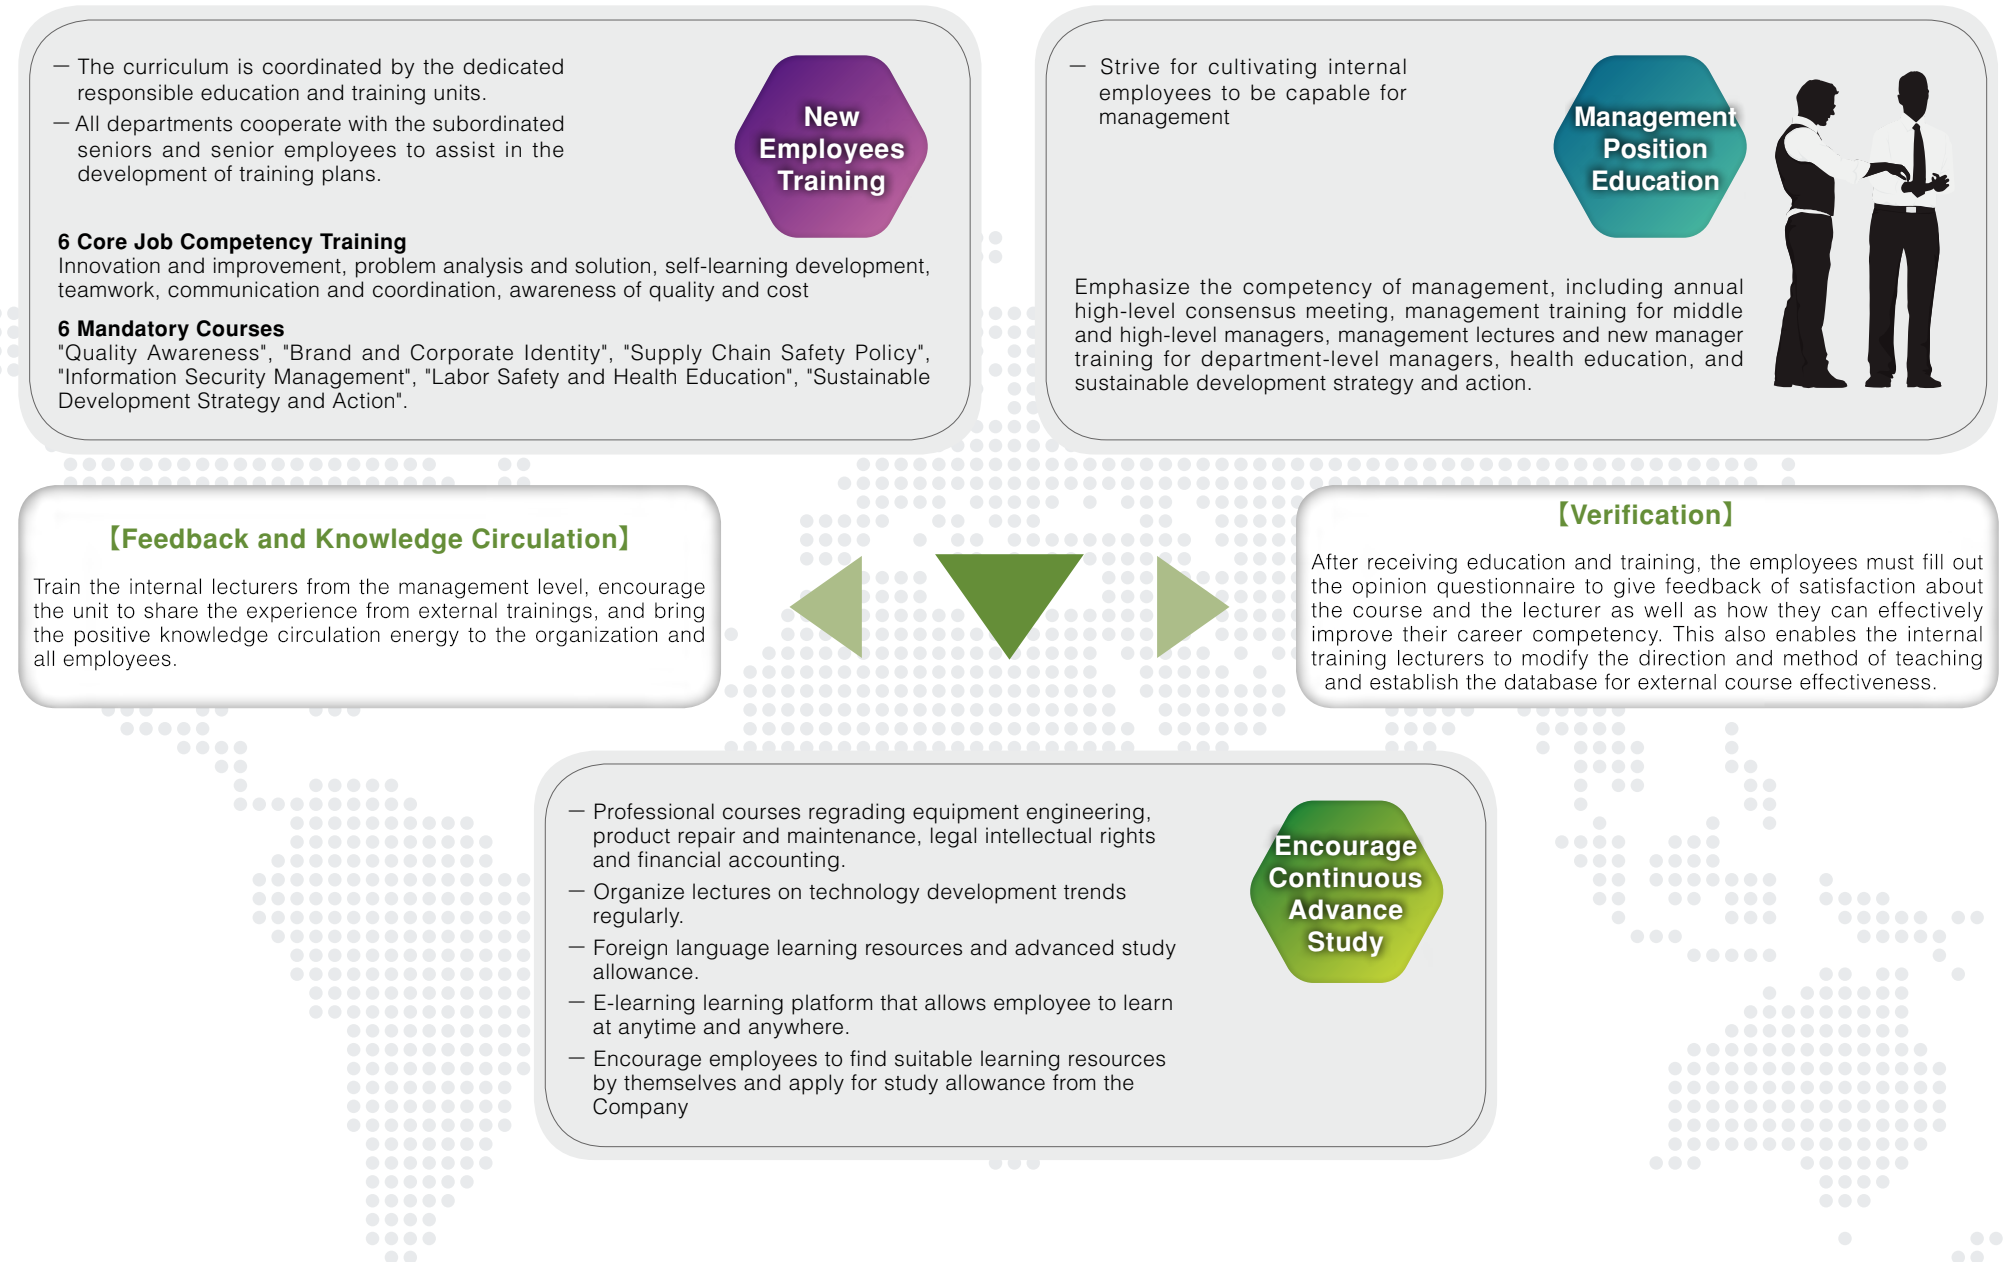 — The curriculum is coordinated by the dedicated
responsible education and training units.
— All departments cooperate with the subordinated
seniors and senior employees to assist in the
development of training plans.
New
Employees
Training
6 Core Job Competency Training
Innovation and improvement, problem analysis and solution, self-learning development,
teamwork, communication and coordination, awareness of quality and cost
6 Mandatory Courses
"Quality Awareness", "Brand and Corporate Identity", "Supply Chain Safety Policy",
"Information Security Management", "Labor Safety and Health Education", "Sustainable
Development Strategy and Action".
— Strive for cultivating internal
employees to be capable for
management
Management
Position
Education
Emphasize the competency of management, including annual
high-level consensus meeting, management training for middle
and high-level managers, management lectures and new manager
training for department-level managers, health education, and
sustainable development strategy and action.
【Feedback and Knowledge Circulation】
Train the internal lecturers from the management level, encourage
the unit to share the experience from external trainings, and bring
the positive knowledge circulation energy to the organization and
all employees.
【Verification】
After receiving education and training, the employees must fill out
the opinion questionnaire to give feedback of satisfaction about
the course and the lecturer as well as how they can effectively
improve their career competency. This also enables the internal
training lecturers to modify the direction and method of teaching
and establish the database for external course effectiveness.
— Professional courses regrading equipment engineering,
product repair and maintenance, legal intellectual rights
and financial accounting.
— Organize lectures on technology development trends
regularly.
— Foreign language learning resources and advanced study
allowance.
— E-learning learning platform that allows employee to learn
at anytime and anywhere.
— Encourage employees to find suitable learning resources
by themselves and apply for study allowance from the
Company
Encourage
Continuous
Advance
Study